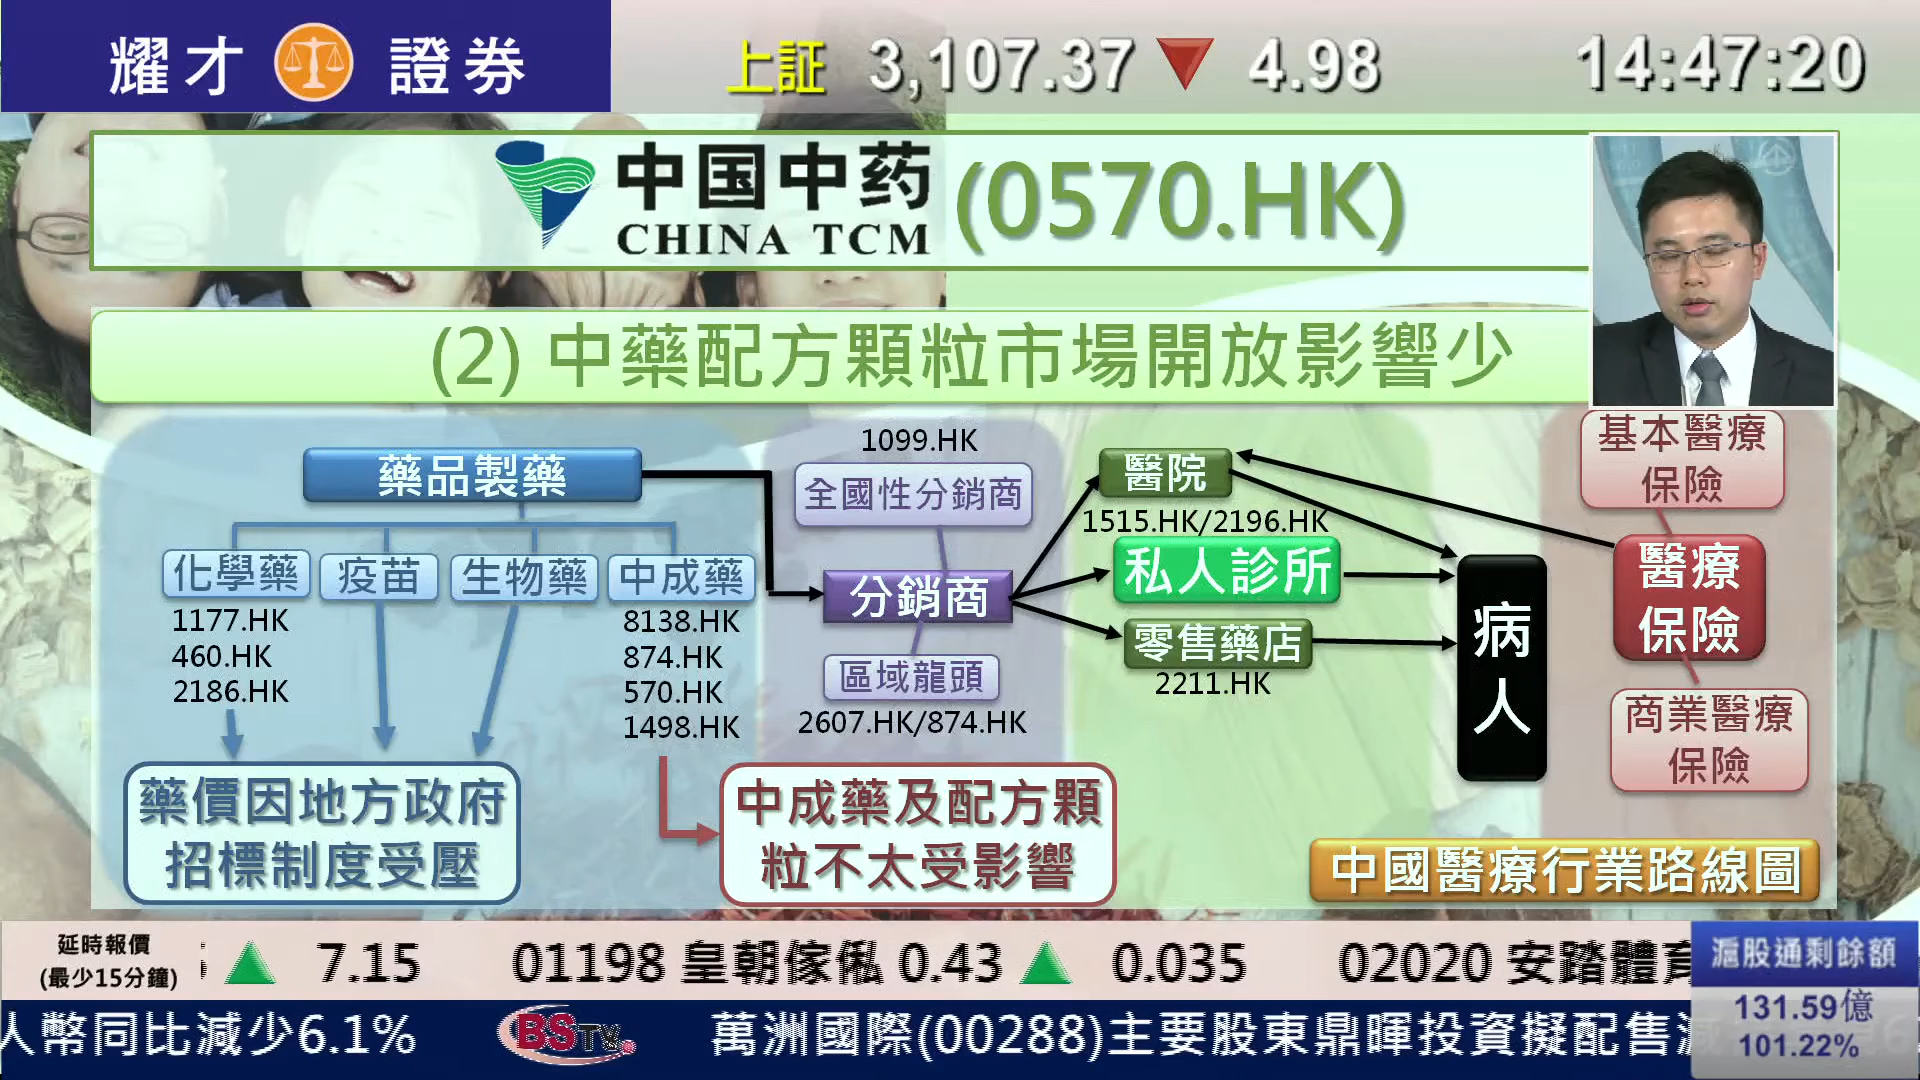 耀才 證券
上証 3,107.37 4.98
14:47:20
中国中药
CHINA TCM
(0570.HK)
(2) 中藥配方顆粒市場開放影響少
藥品製藥
化學藥
疫苗
生物藥
中成藥
1177.HK
460.HK
2186.HK
8138.HK
874.HK
570.HK
1498.HK
藥價因地方政府
招標制度受壓
中成藥及配方顆
粒不太受影響
1099.HK
全國性分銷商
分銷商
區域龍頭
2607.HK/874.HK
醫院
1515.HK/2196.HK
私人診所
零售藥店
2211.HK
病
人
基本醫療
保險
醫療
保險
商業醫療
保險
中國醫療行業路線圖
延時報價
(最少15分鐘)
7.15 01198 皇朝傢俬 0.43 0.035 02020 安踏體育
滬股通剩餘額
131.59億
101.22%
人幣同比減少6.1% BSTV 萬洲國際(00288)主要股東鼎暉投資擬配售